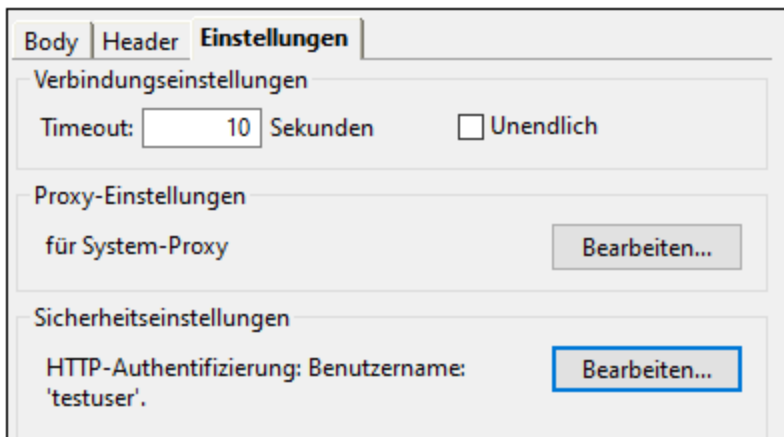 Body Header Einstellungen
Verbindungseinstellungen
Timeout: 10 Sekunden Unendlich
Proxy-Einstellungen
für System-Proxy Bearbeiten...
Sicherheitseinstellungen
HTTP-Authentifizierung: Benutzername: Bearbeiten...
'testuser'.